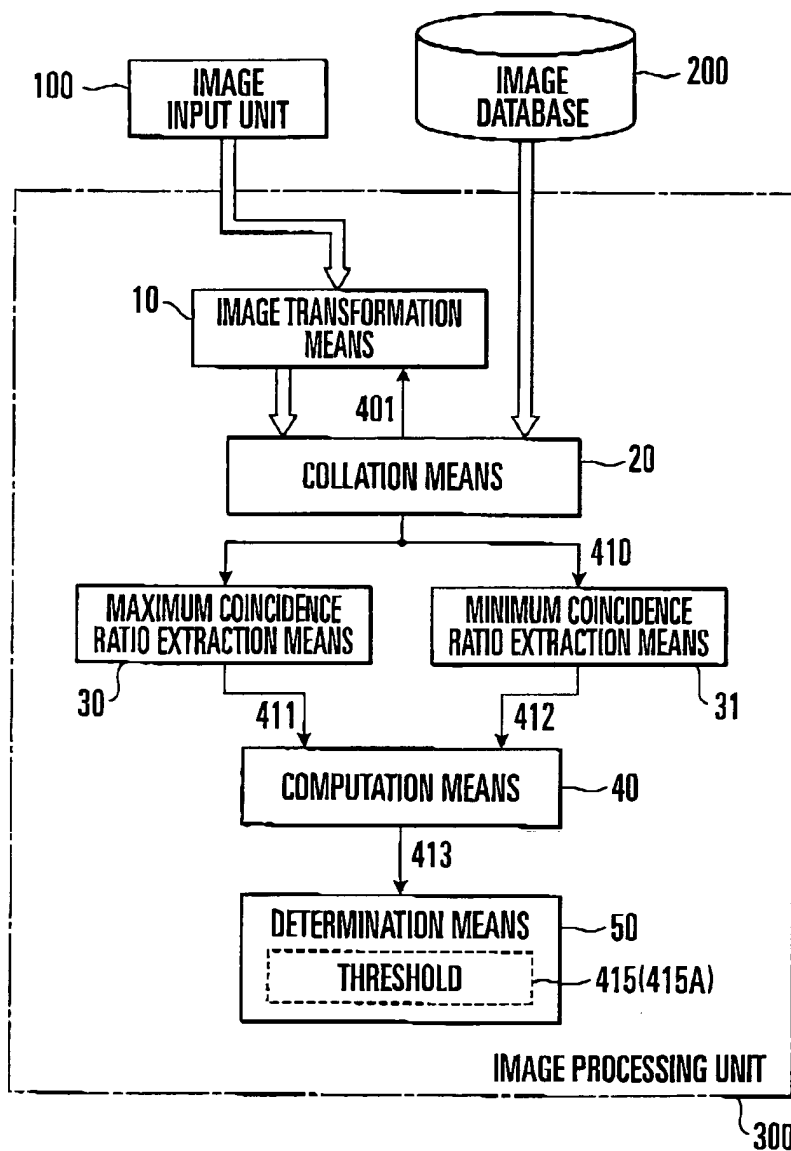 100
IMAGE
INPUT UNIT
IMAGE
DATABASE
200
10
IMAGE TRANSFORMATION
MEANS
401
COLLATION MEANS
20
410
MAXIMUM COINCIDENCE
RATIO EXTRACTION MEANS
MINIMUM COINCIDENCE
RATIO EXTRACTION MEANS
30
411
412
31
COMPUTATION MEANS
40
413
DETERMINATION MEANS
50
THRESHOLD
415(415A)
IMAGE PROCESSING UNIT
300